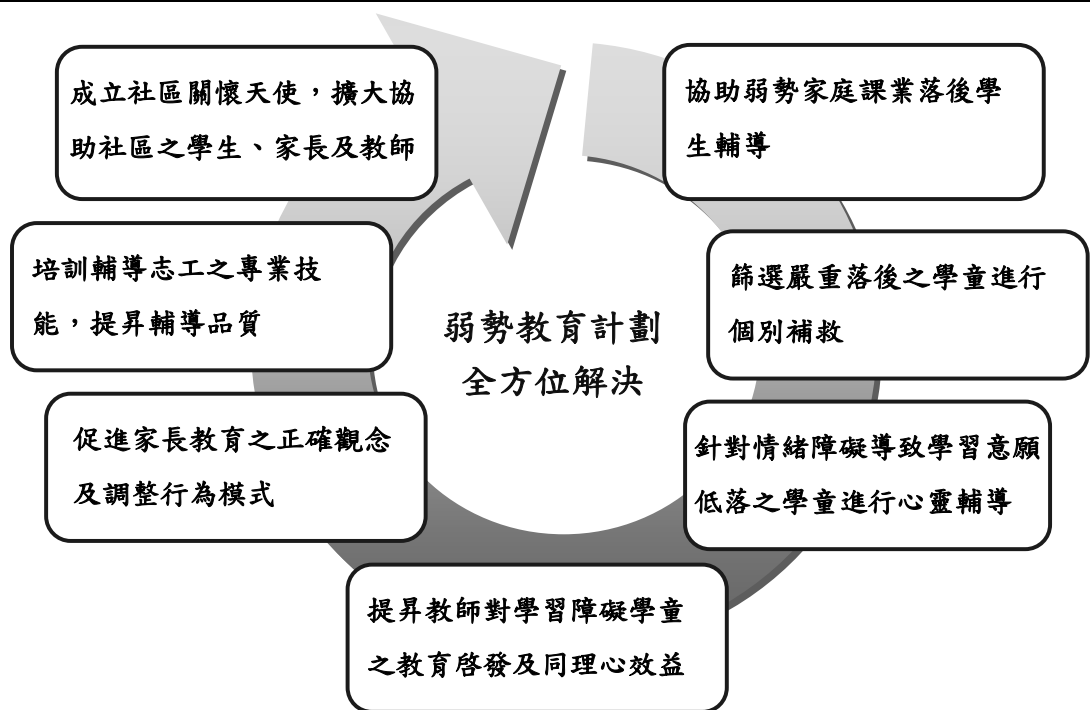 成立社區關懷天使，擴大協
助社區之學生、家長及教師
協助弱勢家庭課業落後學
生輔導
培訓輔導志工之專業技
能，提昇輔導品質
弱勢教育計劃
全方位解決
篩選嚴重落後之學童進行
個別補救
促進家長教育之正確觀念
及調整行為模式
針對情緒障礙導致學習意願
低落之學童進行心靈輔導
提昇教師對學習障礙學童
之教育啟發及同理心效益